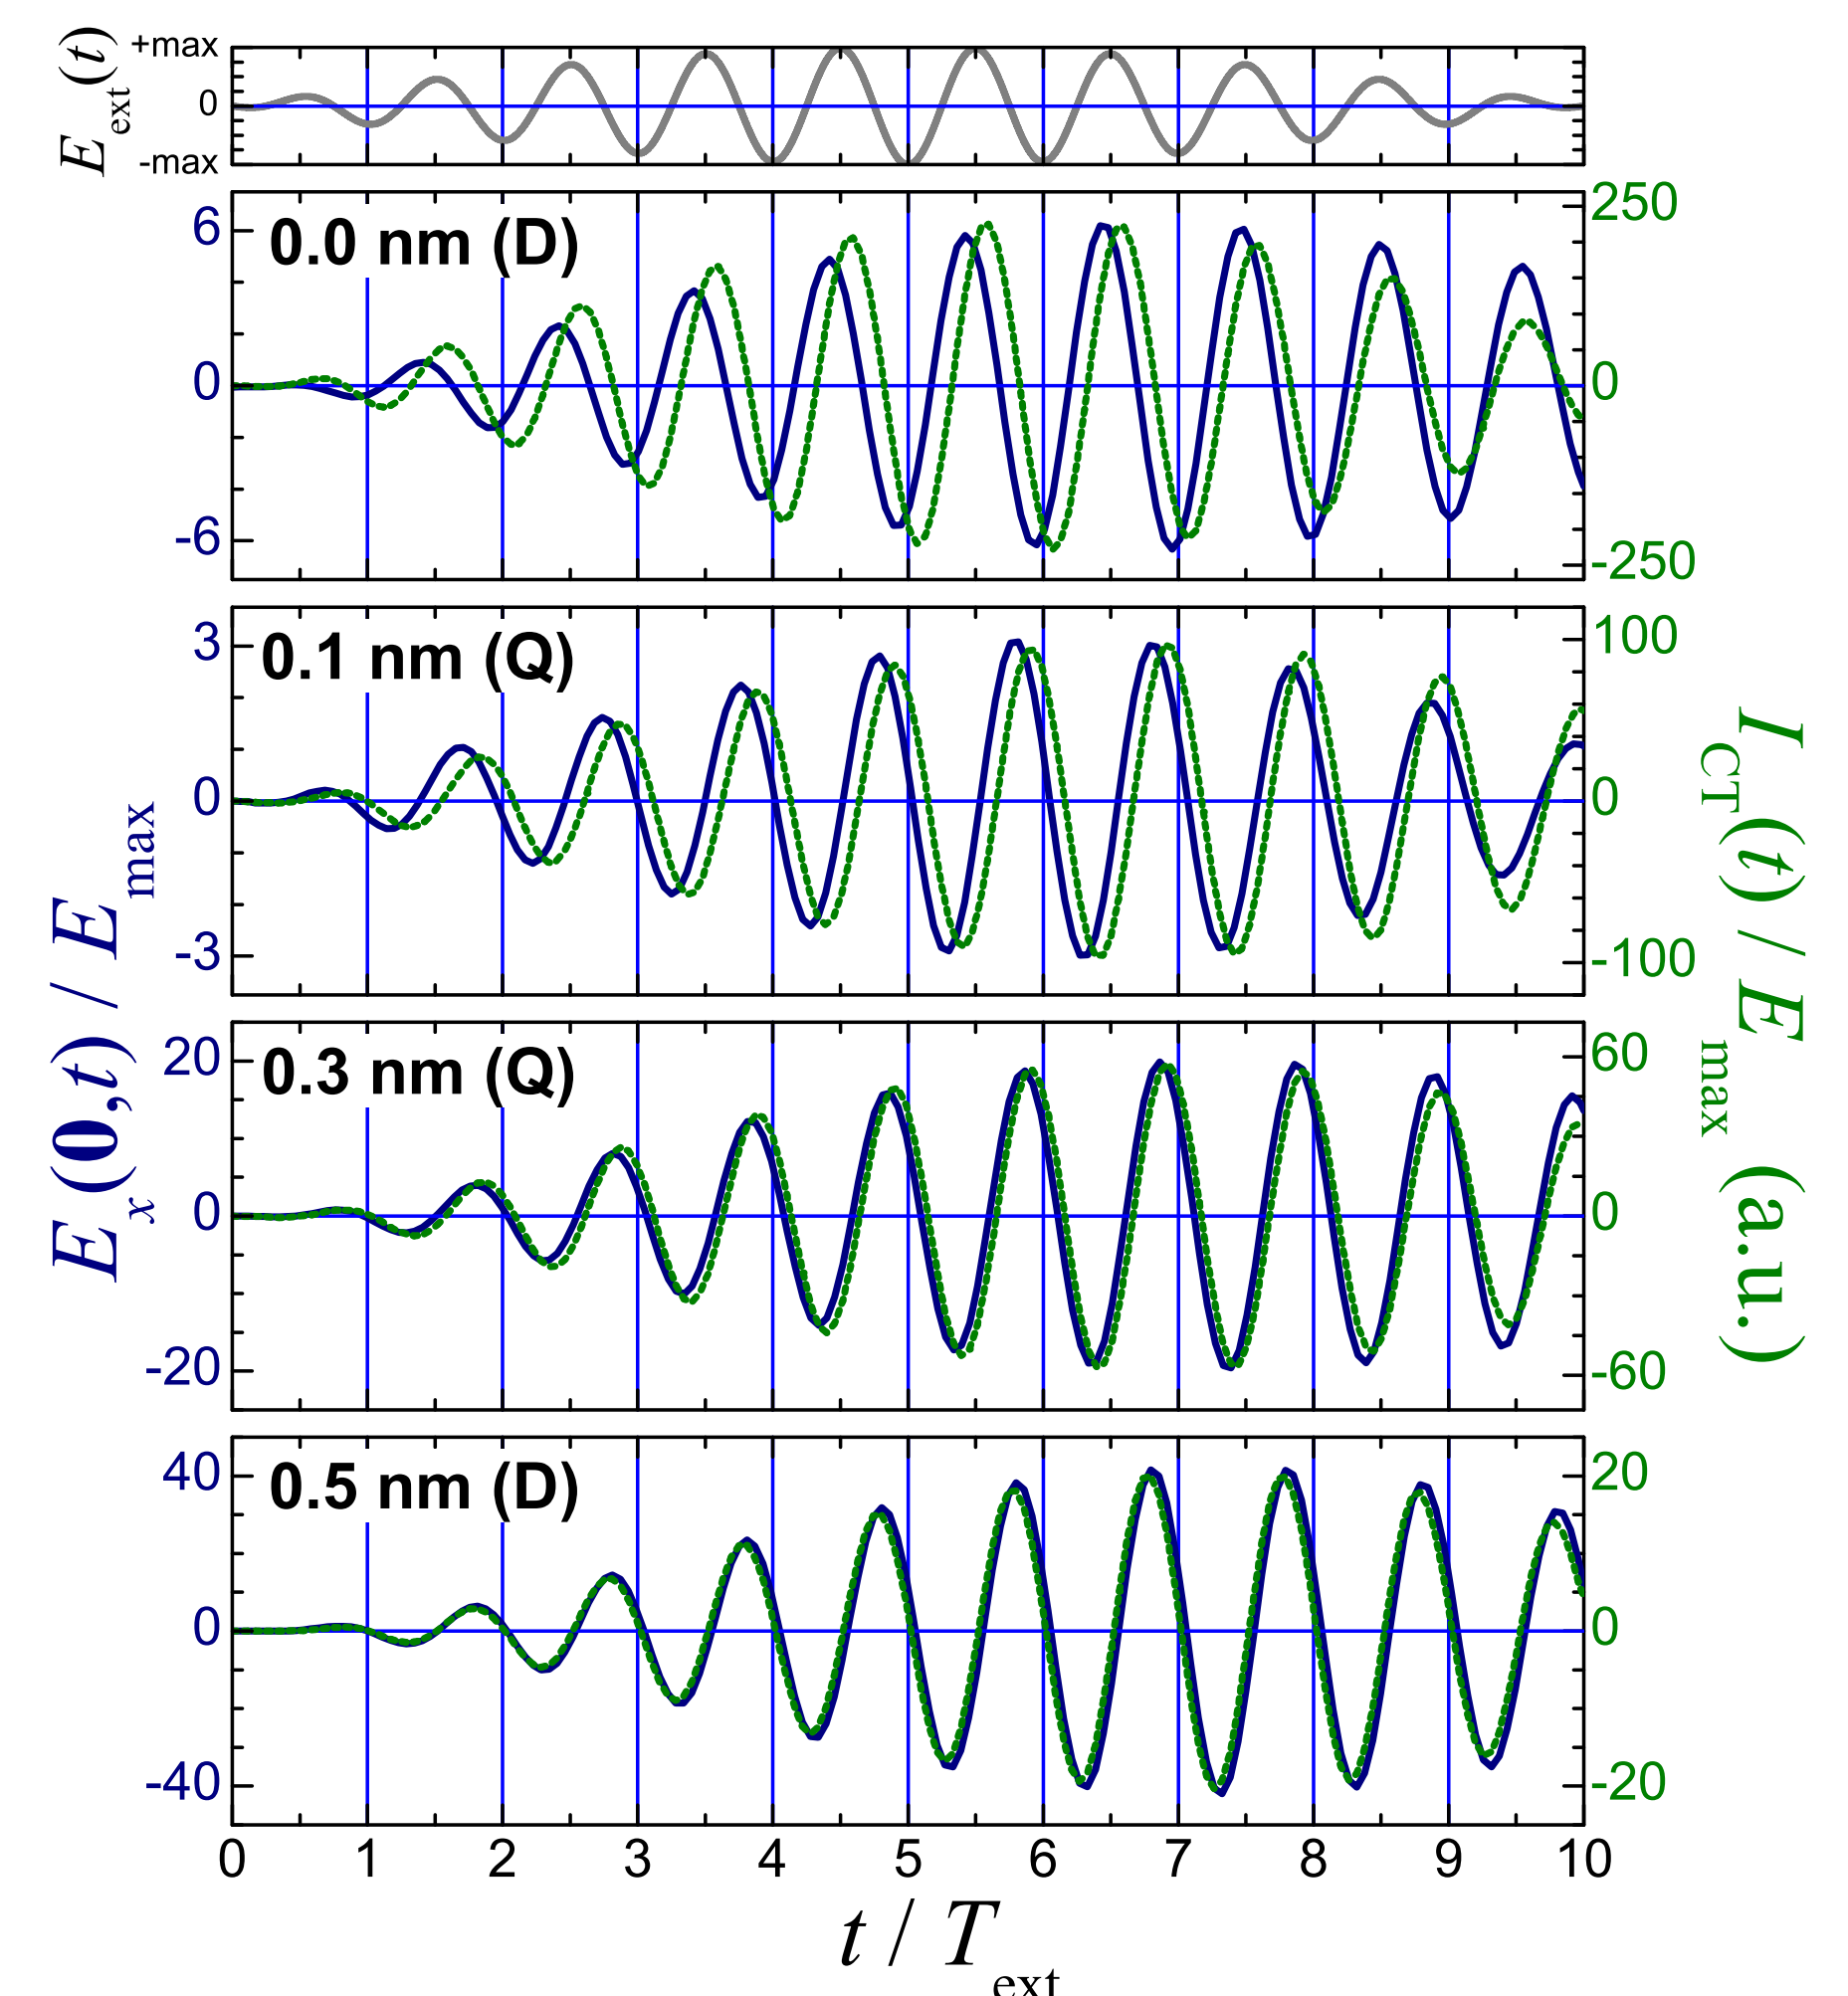 E_ext(t)
+max
0
-max
0.0 nm (D)
6
0
-6
250
0
-250
0.1 nm (Q)
3
0
-3
100
0
-100
0.3 nm (Q)
20
0
-20
60
0
-60
0.5 nm (D)
40
0
-40
20
0
-20
E_x(0,t) / E_max
I_CT(t) / E_max (a.u.)
0 1 2 3 4 5 6 7 8 9 10
t / T_ext